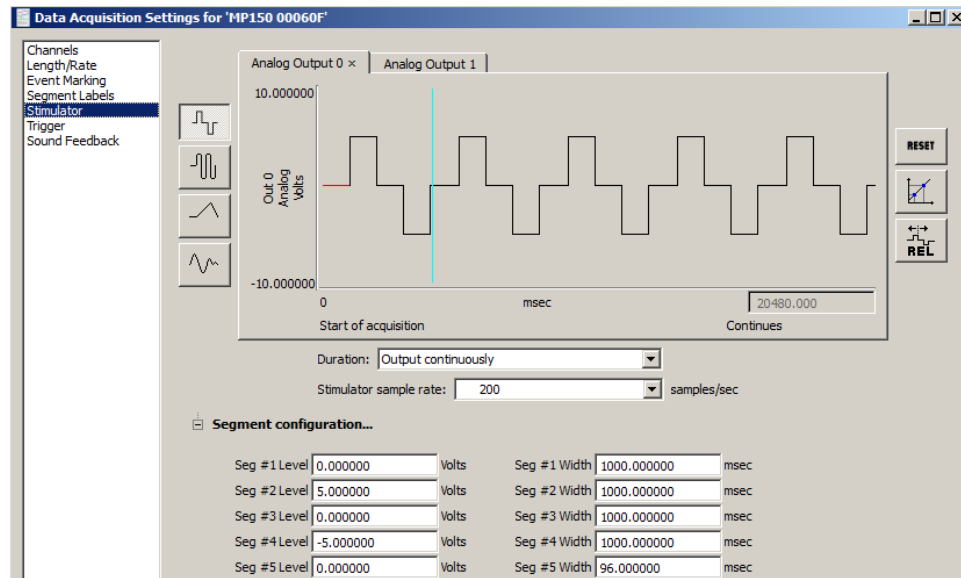 Data Acquisition Settings for 'MP150 00060F'
Channels
Length/Rate
Event Marking
Segment Labels
Stimulator
Trigger
Sound Feedback
Analog Output 0 ×
Analog Output 1
10.000000
Out 0
Analog
Volts
-10.000000
0
msec
20480.000
Start of acquisition
Continues
RESET
REL
Duration: Output continuously
Stimulator sample rate: 200 samples/sec
Segment configuration...
Seg #1 Level 0.000000 Volts Seg #1 Width 1000.000000 msec
Seg #2 Level 5.000000 Volts Seg #2 Width 1000.000000 msec
Seg #3 Level 0.000000 Volts Seg #3 Width 1000.000000 msec
Seg #4 Level -5.000000 Volts Seg #4 Width 1000.000000 msec
Seg #5 Level 0.000000 Volts Seg #5 Width 96.000000 msec